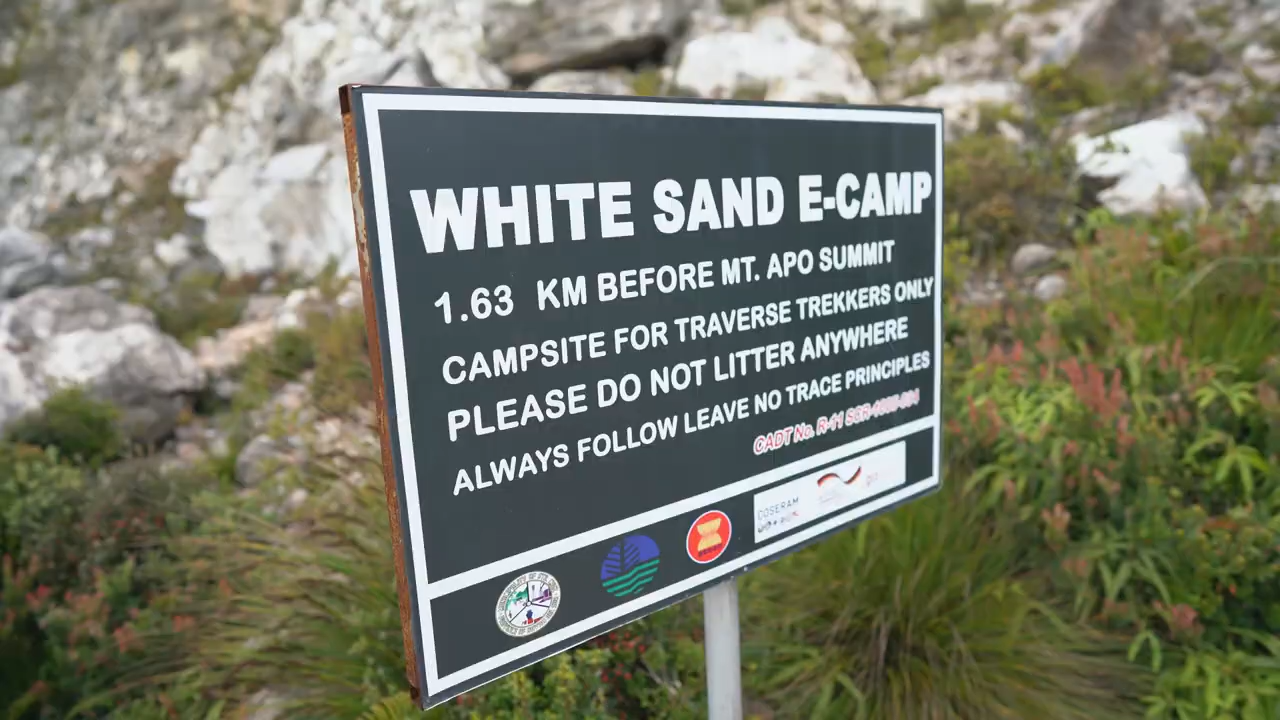 WHITE SAND E-CAMP
1.63 KM BEFORE MT. APO SUMMIT
CAMPSITE FOR TRAVERSE TREKKERS ONLY
PLEASE DO NOT LITTER ANYWHERE
ALWAYS FOLLOW LEAVE NO TRACE PRINCIPLES
CADT No. R-11
COSERAM